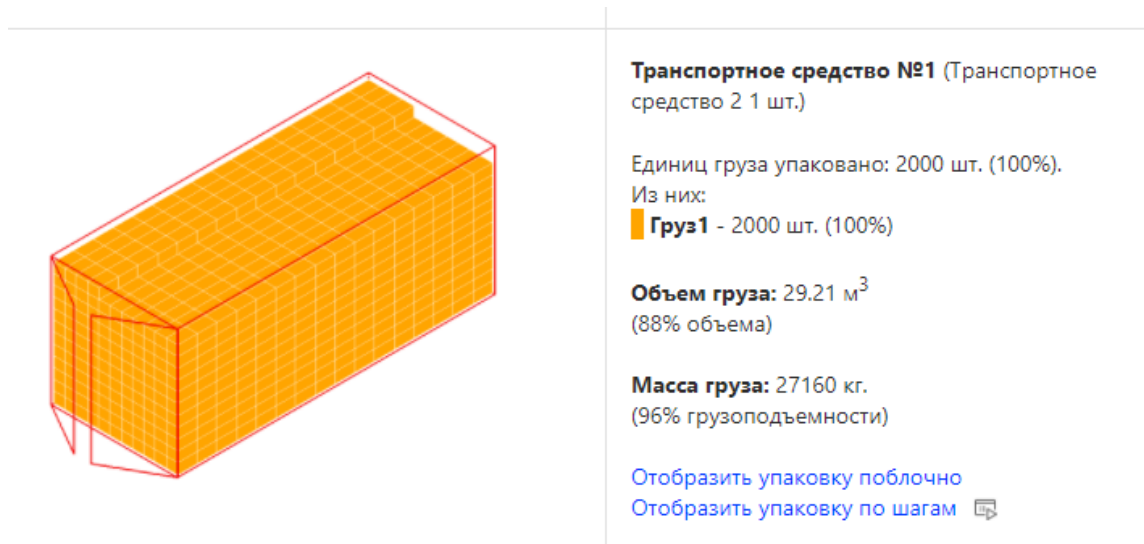 Транспортное средство №1 (Транспортное
средство 2 1 шт.)
Единиц груза упаковано: 2000 шт. (100%).
Из них:
Груз1 - 2000 шт. (100%)
Объем груза: 29.21 м³
(88% объема)
Масса груза: 27160 кг.
(96% грузоподъемности)
Отобразить упаковку поблочно
Отобразить упаковку по шагам